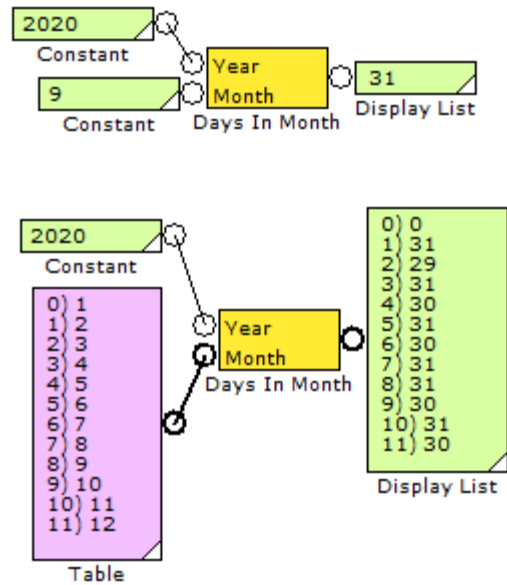 2020
Constant
9
Constant
Year
Month
Days In Month
31
Display List
2020
Constant
0) 1
1) 2
2) 3
3) 4
4) 5
5) 6
6) 7
7) 8
8) 9
9) 10
10) 11
11) 12
Table
Year
Month
Days In Month
0) 0
1) 31
2) 29
3) 31
4) 30
5) 31
6) 30
7) 31
8) 31
9) 30
10) 31
11) 30
Display List